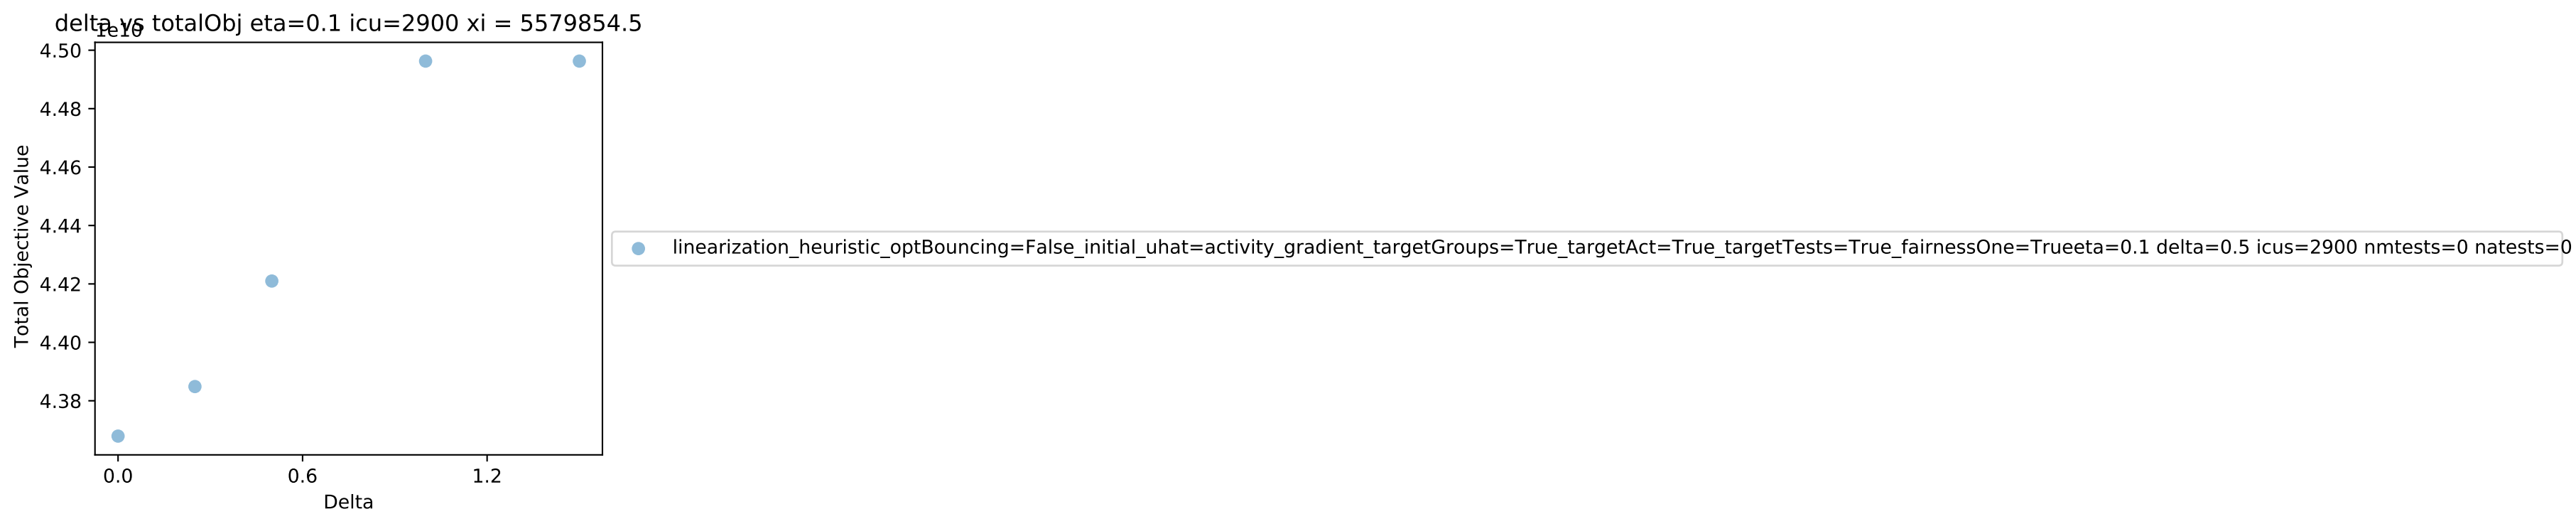 delta vs totalObj eta=0.1 icu=2900 xi = 5579854.5
1e10
4.50
4.48
4.46
4.44
4.42
4.40
4.38
Total Objective Value
0.0 0.6 1.2
Delta
linearization_heuristic_optBouncing=False_initial_uhat=activity_gradient_targetGroups=True_targetAct=True_targetTests=True_fairnessOne=Trueeta=0.1 delta=0.5 icus=2900 nmtests=0 natests=0